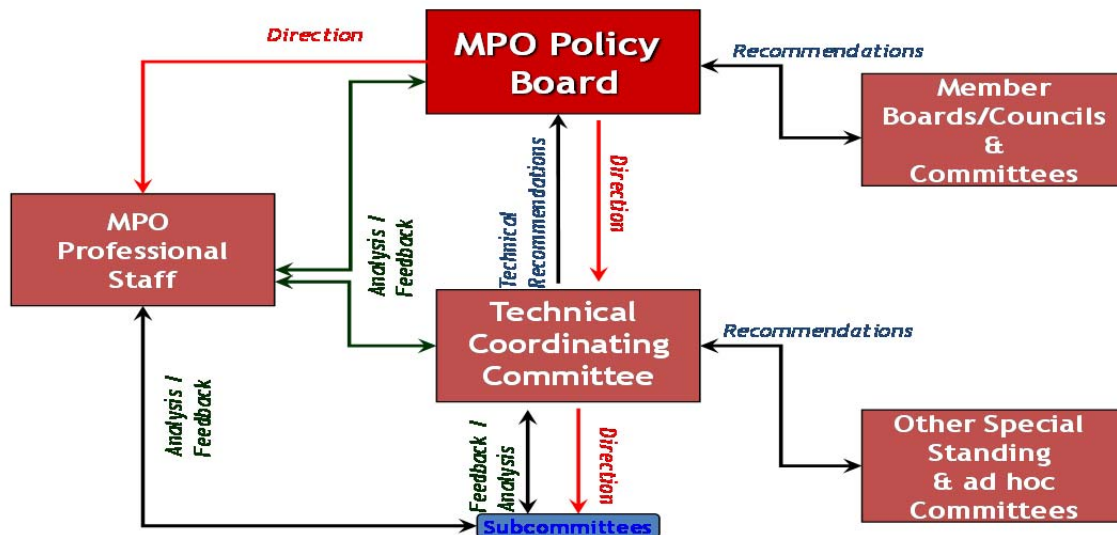 Direction
MPO Policy
Board
Recommendations
Member
Boards/Councils
&
Committees
MPO
Professional
Staff
Analysis /
Feedback
Technical
Recommendations
Direction
Technical
Coordinating
Committee
Recommendations
Other Special
Standing
& ad hoc
Committees
Analysis /
Feedback
Feedback /
Analysis
Direction
Subcommittees